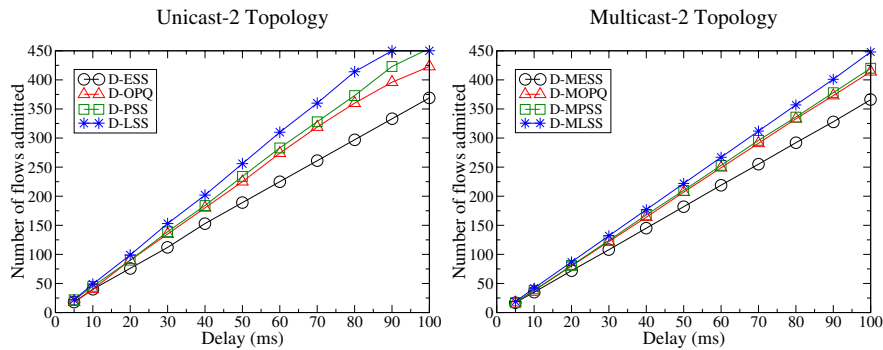 Unicast-2 Topology
Number of flows admitted
450
400
350
300
250
200
150
100
50
0
D-ESS
D-OPQ
D-PSS
D-LSS
0 10 20 30 40 50 60 70 80 90 100
Delay (ms)
Multicast-2 Topology
Number of flows admitted
450
400
350
300
250
200
150
100
50
0
D-MESS
D-MOPQ
D-MPSS
D-MLSS
0 10 20 30 40 50 60 70 80 90 100
Delay (ms)